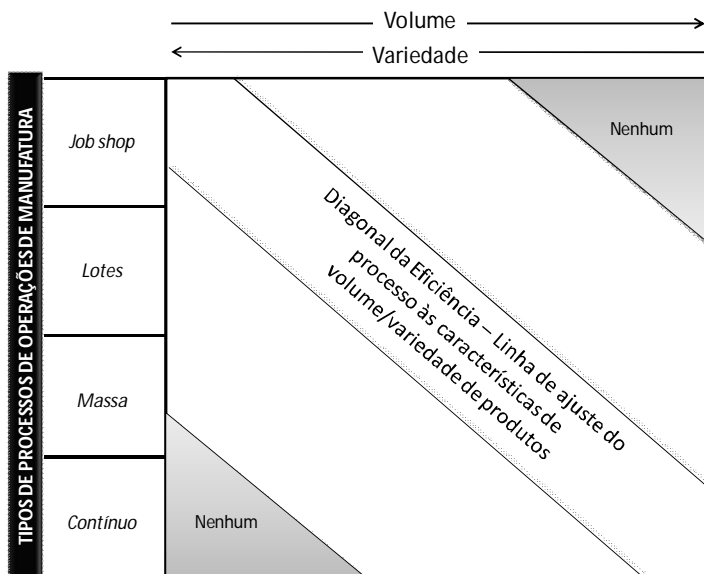 Volume
Variedade
TIPOS DE PROCESSOS DE OPERAÇÕES DE MANUFATURA
Job shop
Nenhum
Lotes
Diagonal da Eficiência – Linha de ajuste do
processo às características de
volume/variedade de produtos
Massa
Contínuo
Nenhum